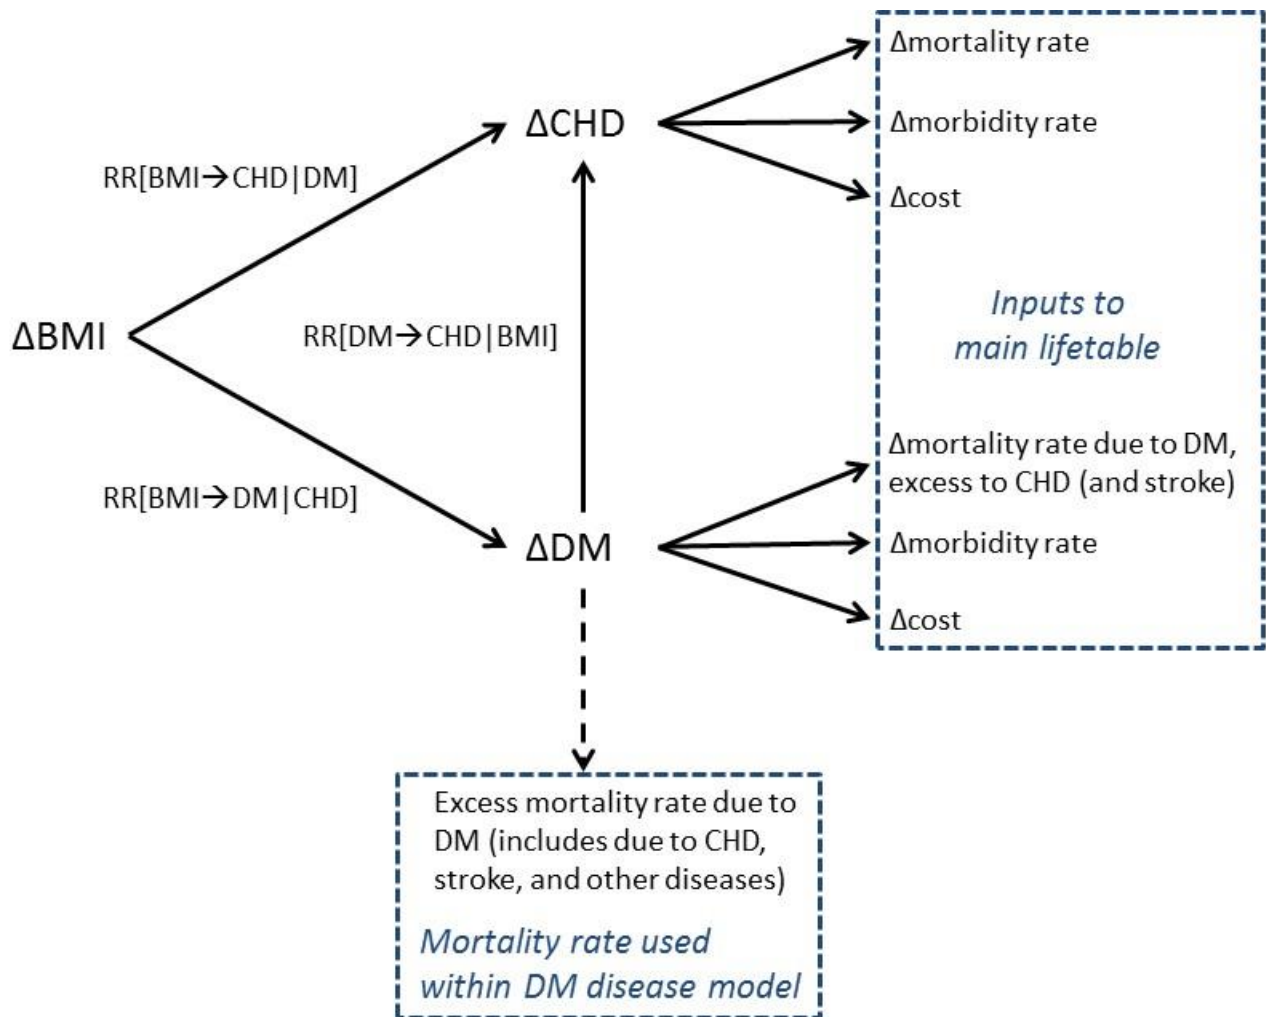 Δmortality rate
ΔCHD
Δmorbidity rate
RR[BMI→CHD|DM]
Δcost
Inputs to
main lifetable
ΔBMI
RR[DM→CHD|BMI]
Δmortality rate due to DM,
excess to CHD (and stroke)
RR[BMI→DM|CHD]
ΔDM
Δmorbidity rate
Δcost
Excess mortality rate due to
DM (includes due to CHD,
stroke, and other diseases)
Mortality rate used
within DM disease model